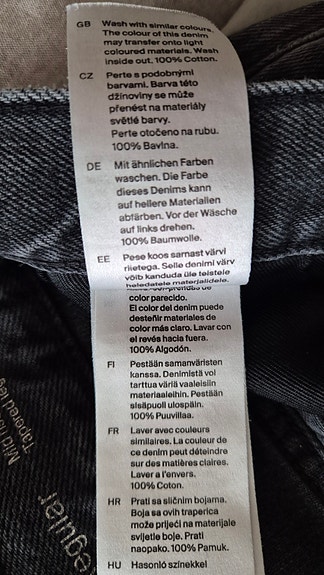 GB Wash with similar colours.
The colour of this denim
may transfer onto light
coloured materials. Wash
inside out. 100% Cotton.
CZ Perte s podobnými
barvami. Barva této
džínoviny se může
přenést na materiály
světlé barvy.
Perte otočeno na rubu.
100% Bavlna.
DE Mit ähnlichen Farben
waschen. Die Farbe
dieses Denims kann
auf hellere Materialien
abfärben. Vor der Wäsche
auf links drehen.
100% Baumwolle.
EE Pese koos samast värvi
riietega. Selle denimi värv
võib kanduda üle teistele
heledatele materjalidele.
color parecido.
El color del denim puede
desteñir materiales de
color más claro. Lavar con
el revés hacia fuera.
100% Algodón.
FI Pestään samanväristen
kanssa. Denimistä voi
tarttua väriä vaaleisiin
materiaaleihin. Pestään
sisäpuoli ulospäin.
100% Puuvillaa.
FR Laver avec couleurs
similaires. La couleur de
ce denim peut déteindre
sur des matières claires.
Laver a l'envers.
100% Coton.
HR Prati sa sličnim bojama.
Boja sa ovih traperica
može prijeći na materijale
svijetle boje. Prati
naopako. 100% Pamuk.
HU Hasonló színekkel
Mid
Tapered leg
egular